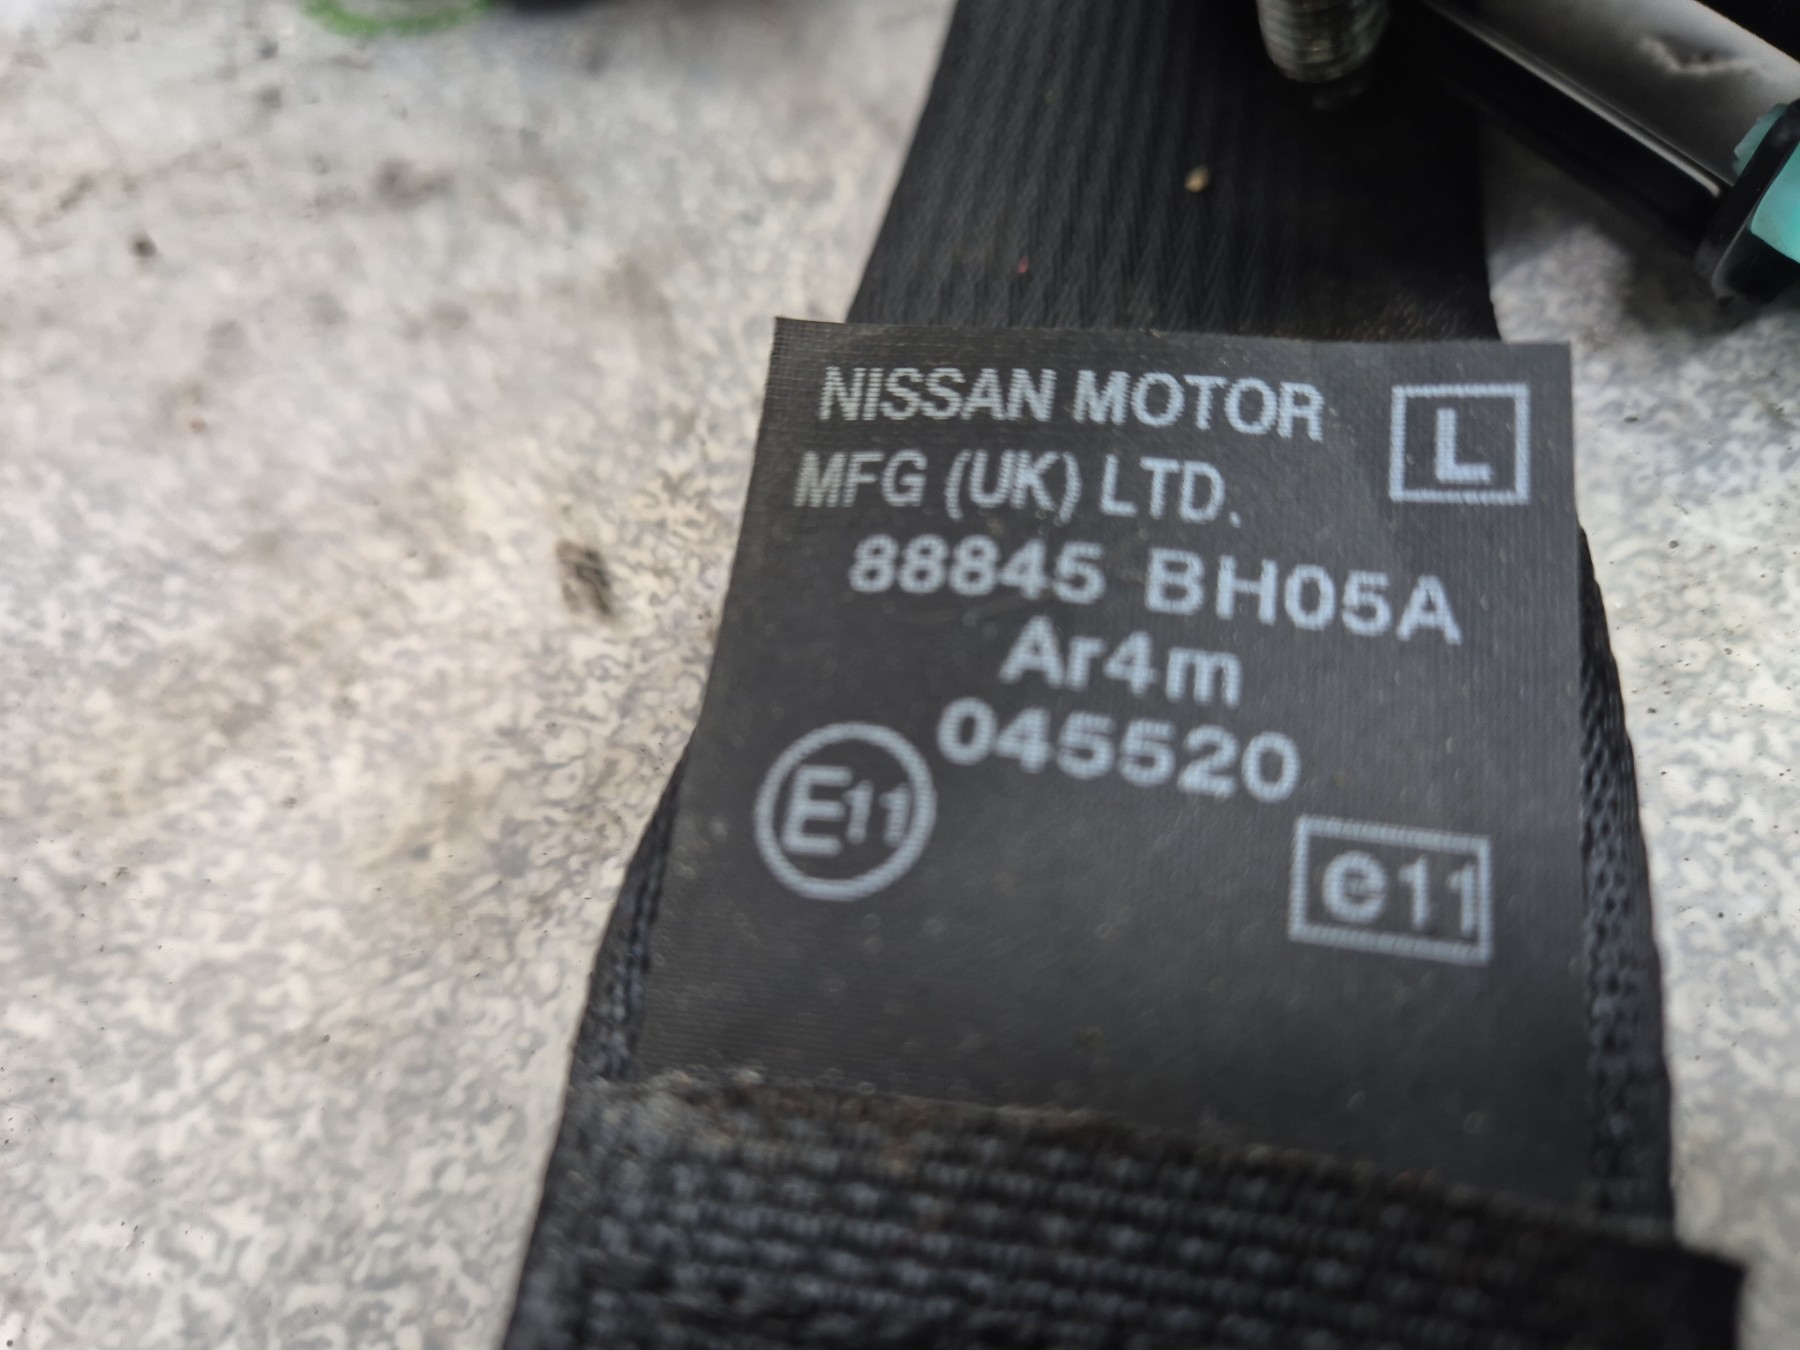 NISSAN MOTOR
L
MFG (UK) LTD.
88845 BH05A
Ar4m
045520
E11
e11